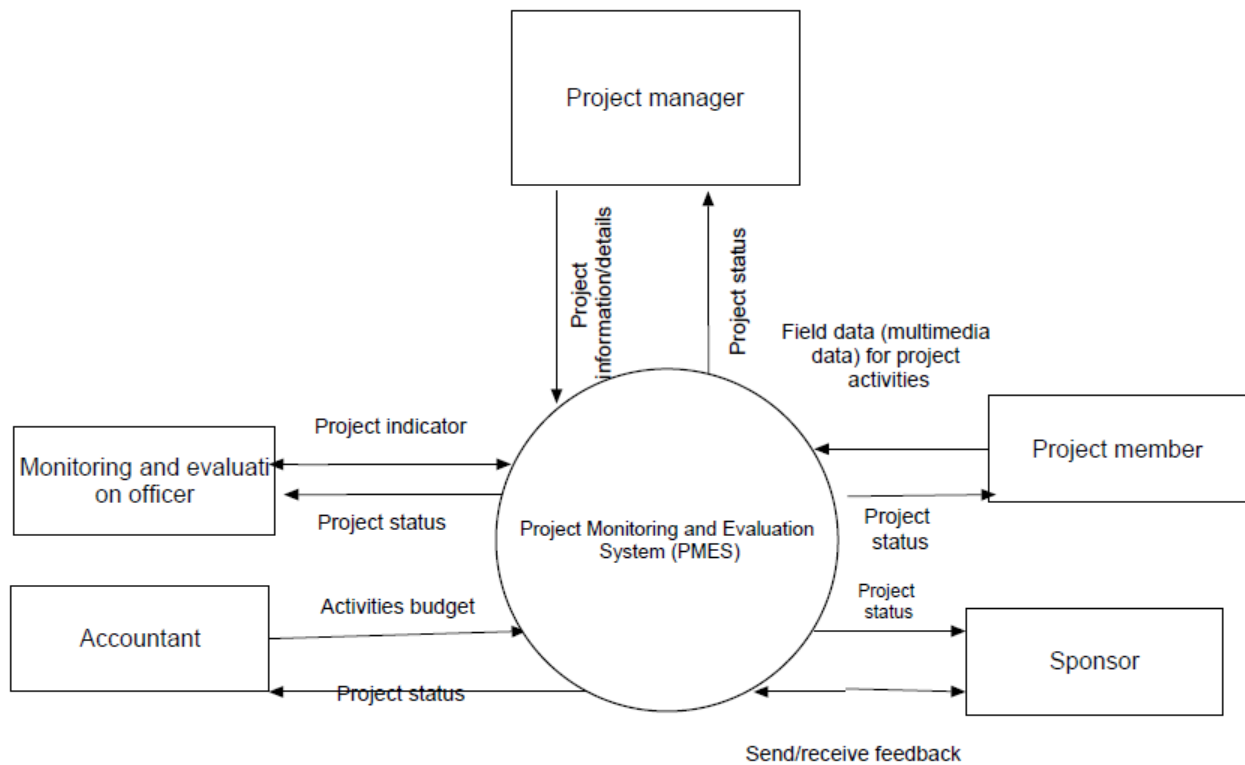 Project manager
Project
information/details
Project status
Field data (multimedia
data) for project
activities
Project indicator
Monitoring and evaluati
on officer
Project status
Project member
Project
status
Project Monitoring and Evaluation
System (PMES)
Activities budget
Accountant
Project status
Project
status
Sponsor
Send/receive feedback